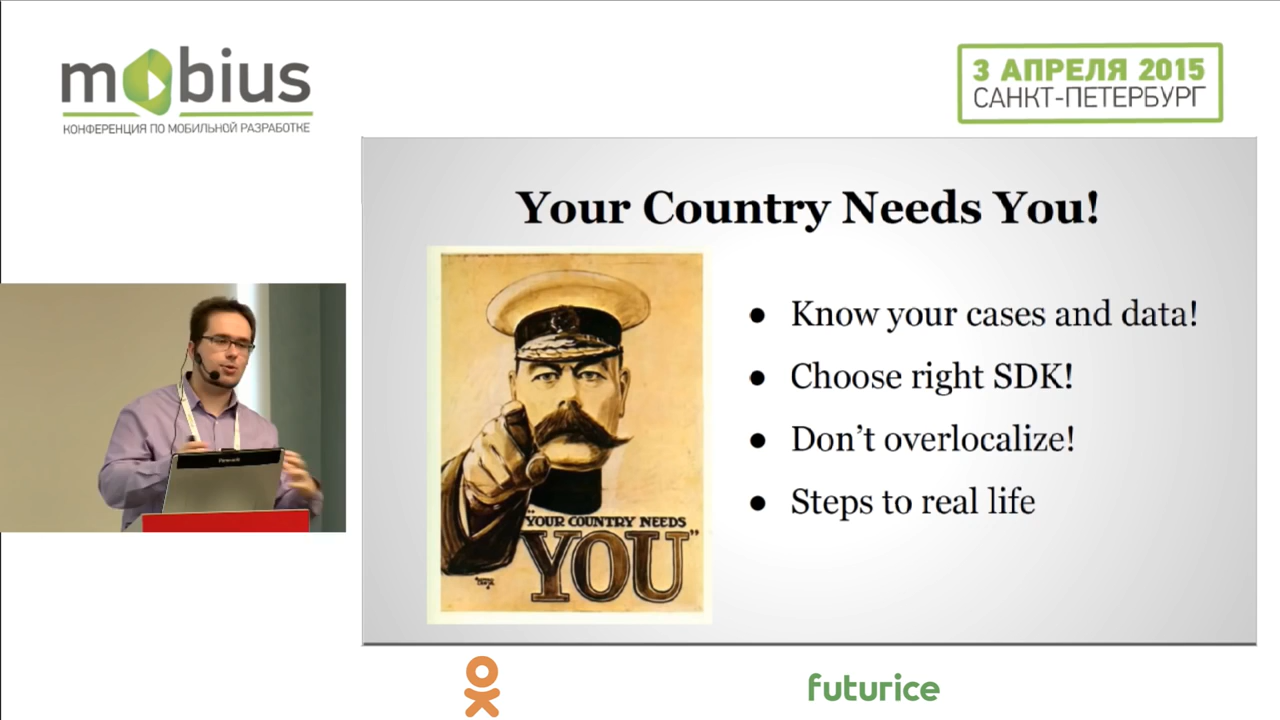 mobius
КОНФЕРЕНЦИЯ ПО МОБИЛЬНОЙ РАЗРАБОТКЕ
3 АПРЕЛЯ 2015
САНКТ-ПЕТЕРБУРГ
Your Country Needs You!
"YOUR COUNTRY NEEDS
YOU"
● Know your cases and data!
● Choose right SDK!
● Don't overlocalize!
● Steps to real life
futurice